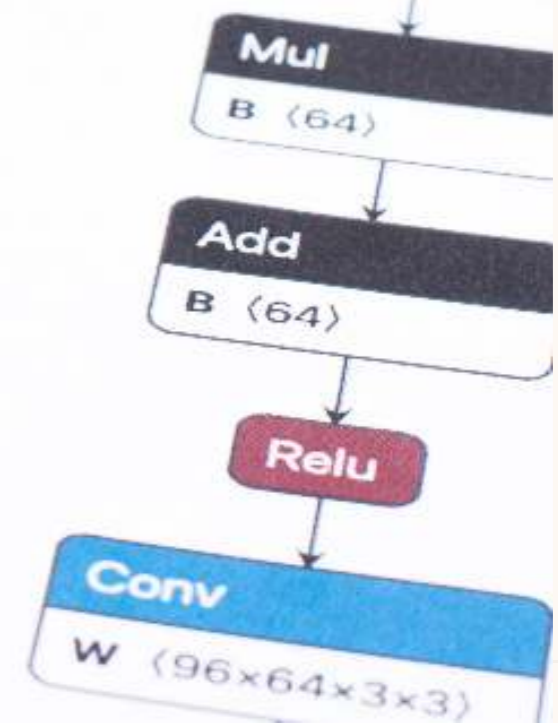 Mul
B ⟨64⟩
Add
B ⟨64⟩
Relu
Conv
W ⟨96×64×3×3⟩